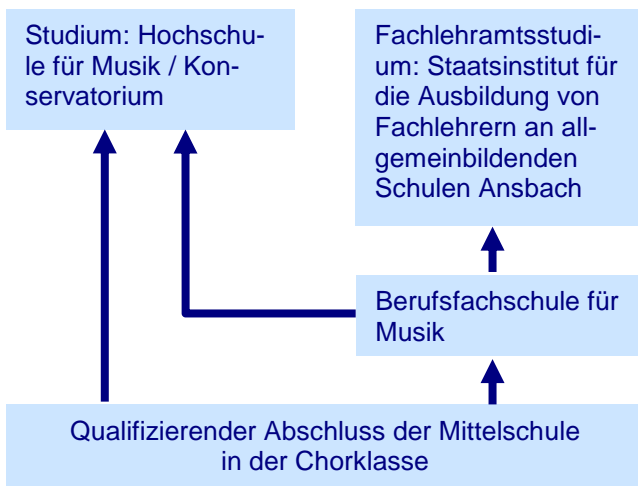 Studium: Hochschu-
le für Musik / Kon-
servatorium
Fachlehramtsstudi-
um: Staatsinstitut für
die Ausbildung von
Fachlehrern an all-
gemeinbildenden
Schulen Ansbach
Berufsfachschule für
Musik
Qualifizierender Abschluss der Mittelschule
in der Chorklasse